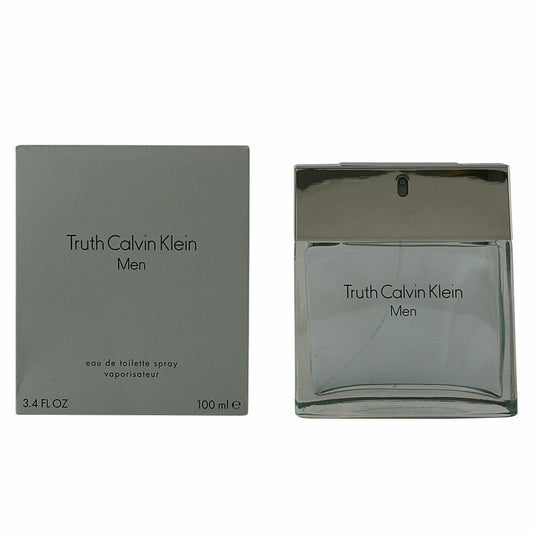 Truth Calvin Klein
Men
eau de toilette spray
vaporisateur
3.4 FL OZ 100 ml ℮
Truth Calvin Klein
Men